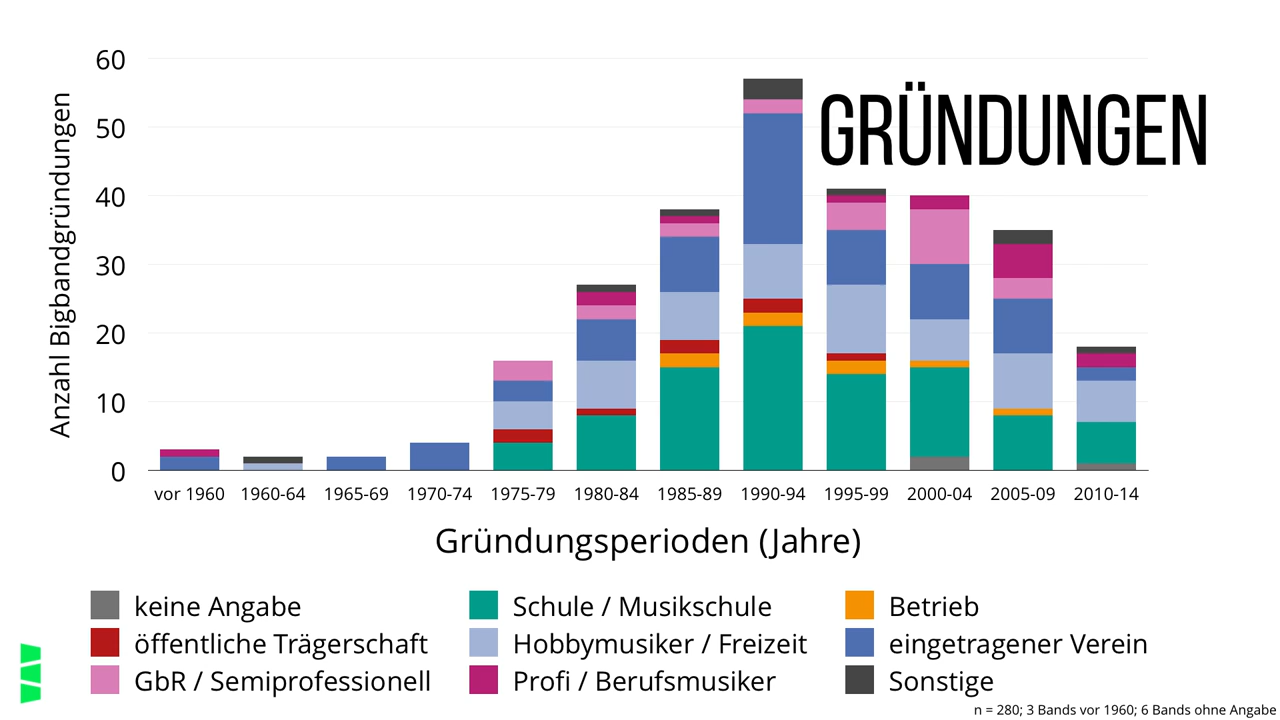 GRÜNDUNGEN
60
50
40
30
20
10
0
Anzahl Bigbandgründungen
vor 1960 1960-64 1965-69 1970-74 1975-79 1980-84 1985-89 1990-94 1995-99 2000-04 2005-09 2010-14
Gründungsperioden (Jahre)
keine Angabe Schule / Musikschule Betrieb
öffentliche Trägerschaft Hobbymusiker / Freizeit eingetragener Verein
GbR / Semiprofessionell Profi / Berufsmusiker Sonstige
n = 280; 3 Bands vor 1960; 6 Bands ohne Angabe